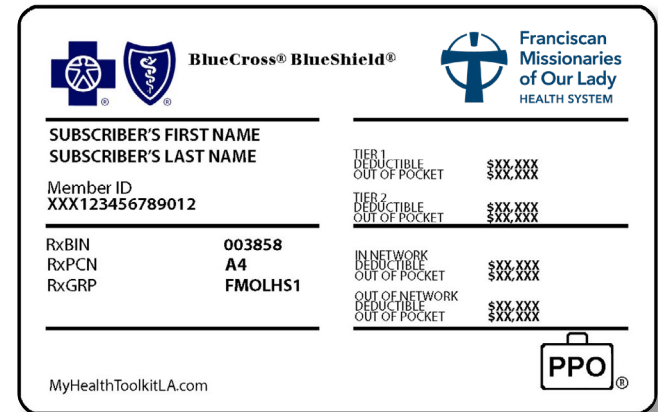 BlueCross® BlueShield®
Franciscan
Missionaries
of Our Lady
HEALTH SYSTEM
SUBSCRIBER'S FIRST NAME
SUBSCRIBER'S LAST NAME
Member ID
XXX123456789012
RxBIN 003858
RxPCN A4
RxGRP FMOLHS1
TIER 1
DEDUCTIBLE $XX,XXX
OUT OF POCKET $XX,XXX
TIER 2
DEDUCTIBLE $XX,XXX
OUT OF POCKET $XX,XXX
IN NETWORK
DEDUCTIBLE $XX,XXX
OUT OF POCKET $XX,XXX
OUT OF NETWORK
DEDUCTIBLE $XX,XXX
OUT OF POCKET $XX,XXX
MyHealthToolkitLA.com
PPO®